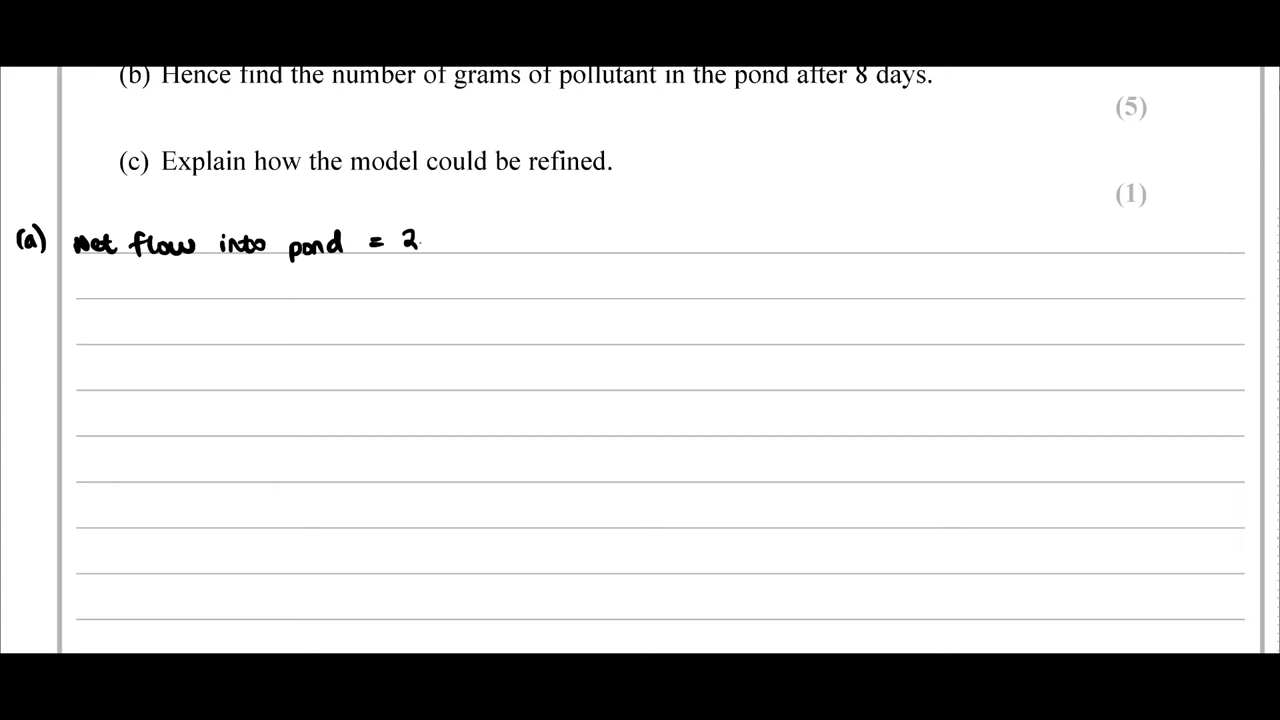 (b) Hence find the number of grams of pollutant in the pond after 8 days.
(5)
(c) Explain how the model could be refined.
(1)
(a) Net flow into pond = 2